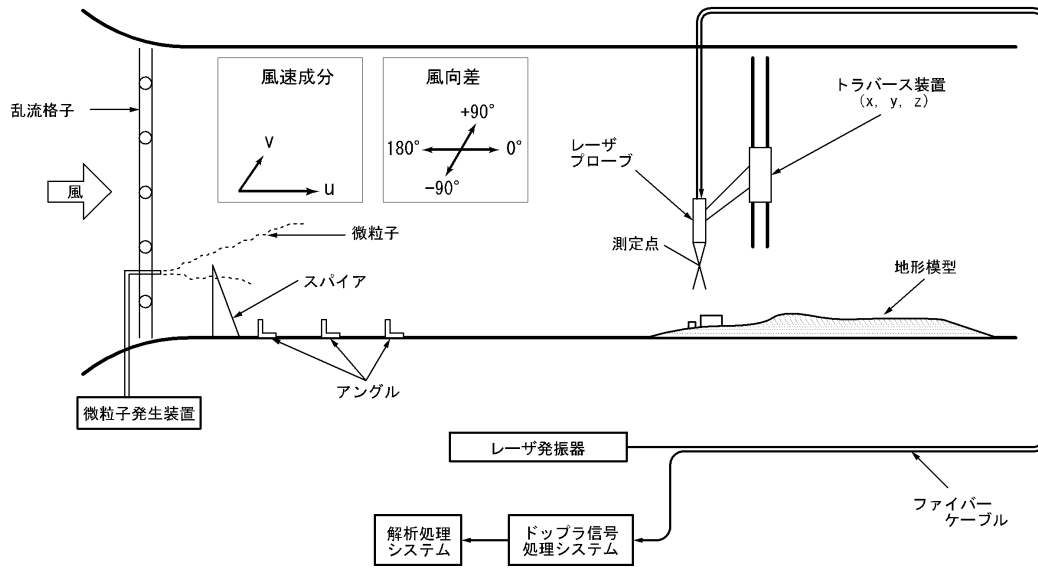 乱流格子
風
風速成分
v
u
風向差
+90°
180°
0°
-90°
トラバース装置
(x, y, z)
レーザ
プローブ
測定点
微粒子
スパイア
地形模型
アングル
微粒子発生装置
レーザ発振器
ファイバー
ケーブル
解析処理
システム
ドップラ信号
処理システム